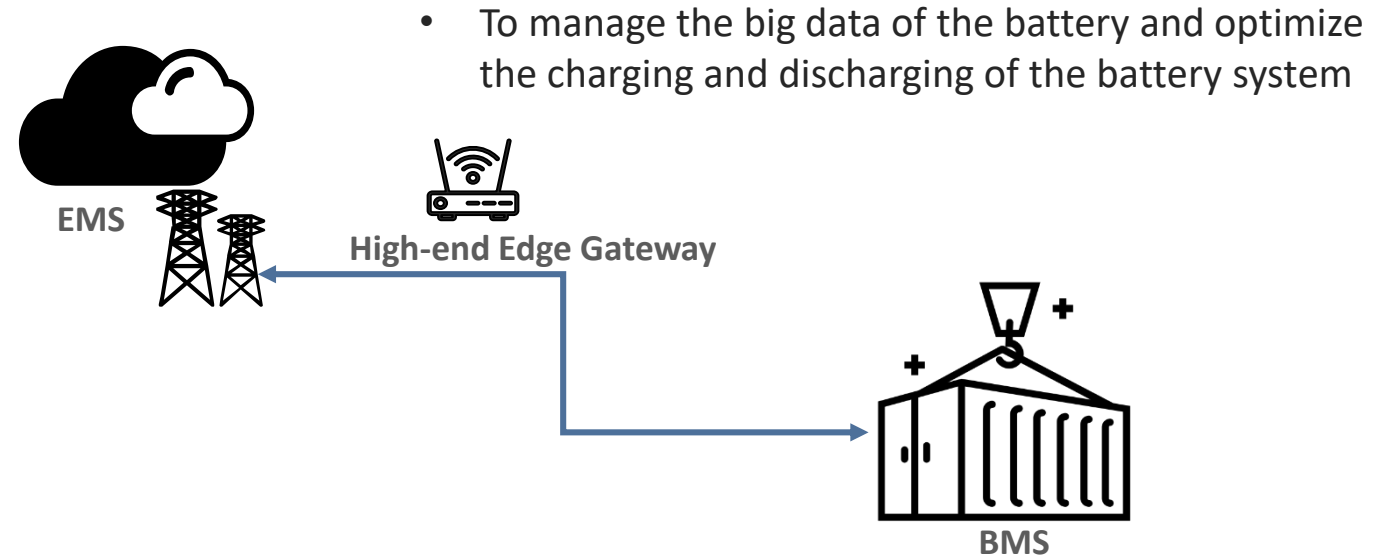 • To manage the big data of the battery and optimize
the charging and discharging of the battery system
EMS
High-end Edge Gateway
BMS